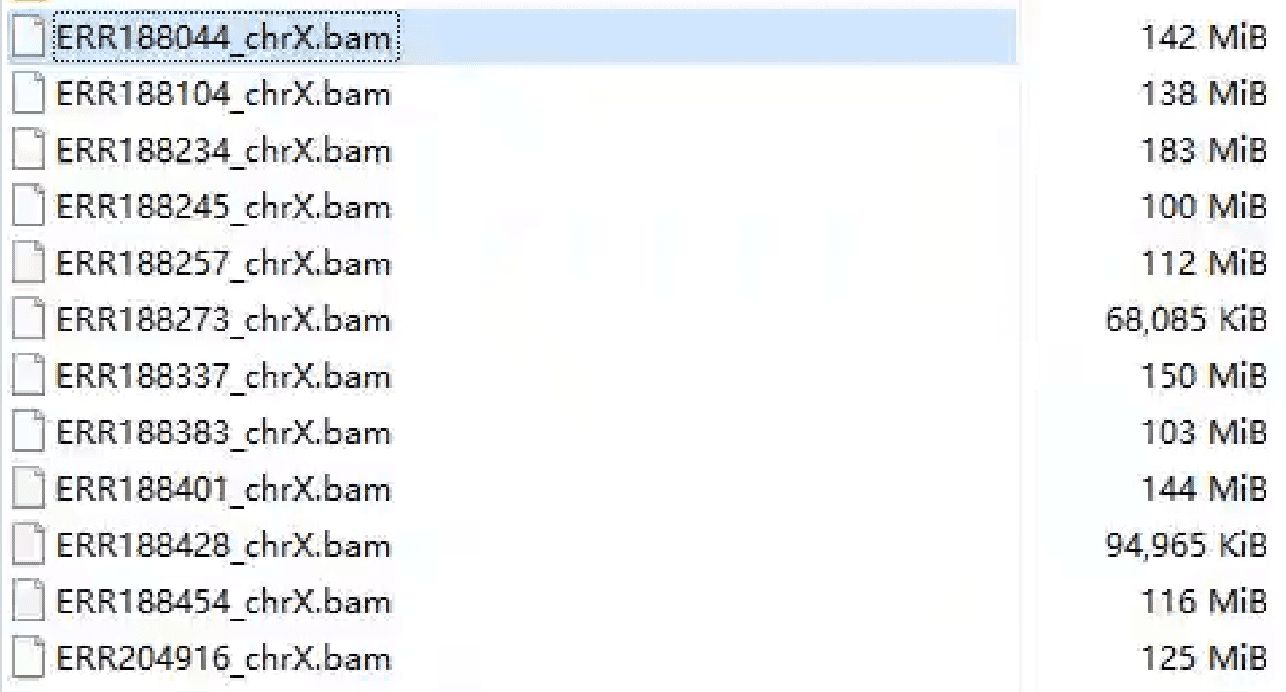 ERR188044_chrX.bam 142 MiB
ERR188104_chrX.bam 138 MiB
ERR188234_chrX.bam 183 MiB
ERR188245_chrX.bam 100 MiB
ERR188257_chrX.bam 112 MiB
ERR188273_chrX.bam 68,085 KiB
ERR188337_chrX.bam 150 MiB
ERR188383_chrX.bam 103 MiB
ERR188401_chrX.bam 144 MiB
ERR188428_chrX.bam 94,965 KiB
ERR188454_chrX.bam 116 MiB
ERR204916_chrX.bam 125 MiB